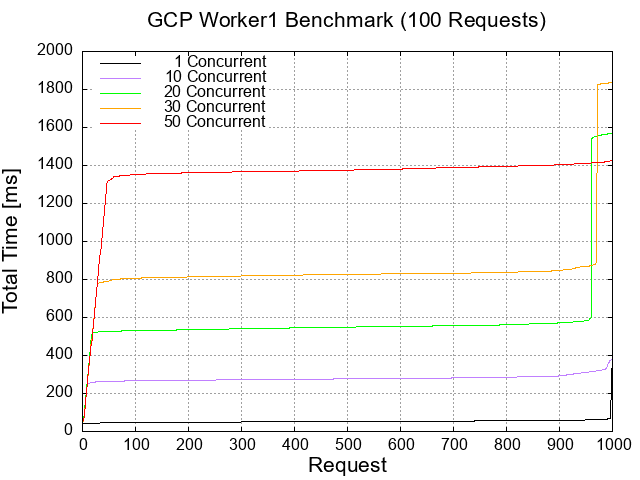 GCP Worker1 Benchmark (100 Requests)
2000
1800
1600
1400
1200
1000
800
600
400
200
0
Total Time [ms]
1 Concurrent
10 Concurrent
20 Concurrent
30 Concurrent
50 Concurrent
0 100 200 300 400 500 600 700 800 900 1000
Request